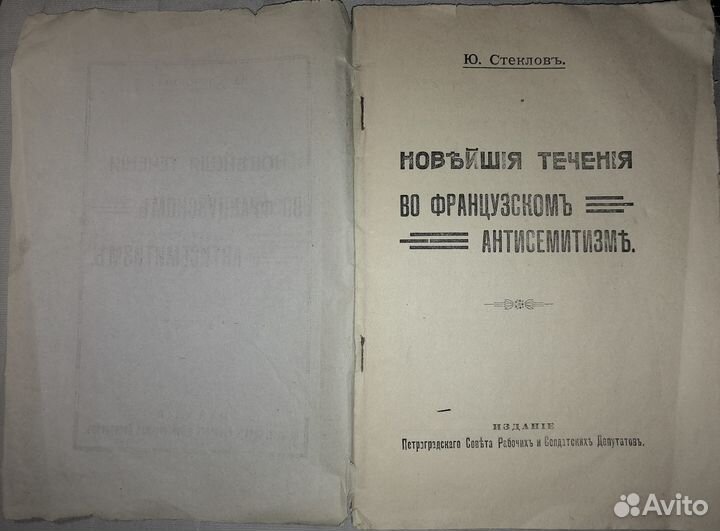 Ю. Стекловъ.
НОВѢЙШІЯ ТЕЧЕНІЯ
ВО ФРАНЦУЗСКОМЪ
АНТИСЕМИТИЗМѢ.
ИЗДАНІЕ
Петроградскаго Совѣта Рабочихъ и Солдатскихъ Депутатовъ.
Avito